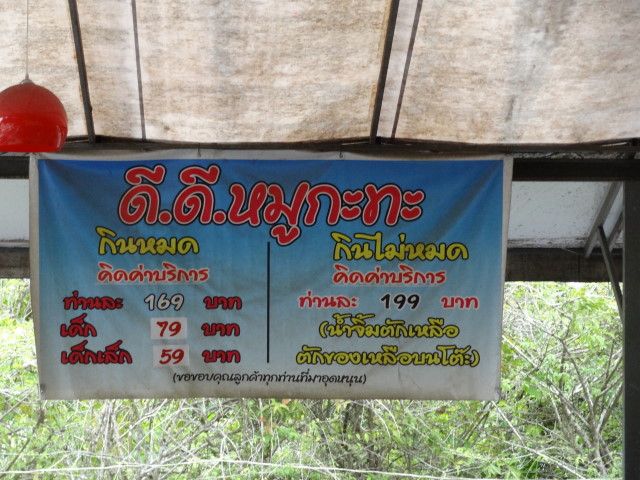 ดี.ดี.หมูกะทะ
กินหมด
คิดค่าบริการ
ท่านละ 169 บาท
เด็ก 79 บาท
เด็กเล็ก 59 บาท
กินไม่หมด
คิดค่าบริการ
ท่านละ 199 บาท
(น้ำจิ้มตักเหลือ
ตักของเหลือบนโต๊ะ)
(ขอขอบคุณลูกค้าทุกท่านที่มาอุดหนุน)